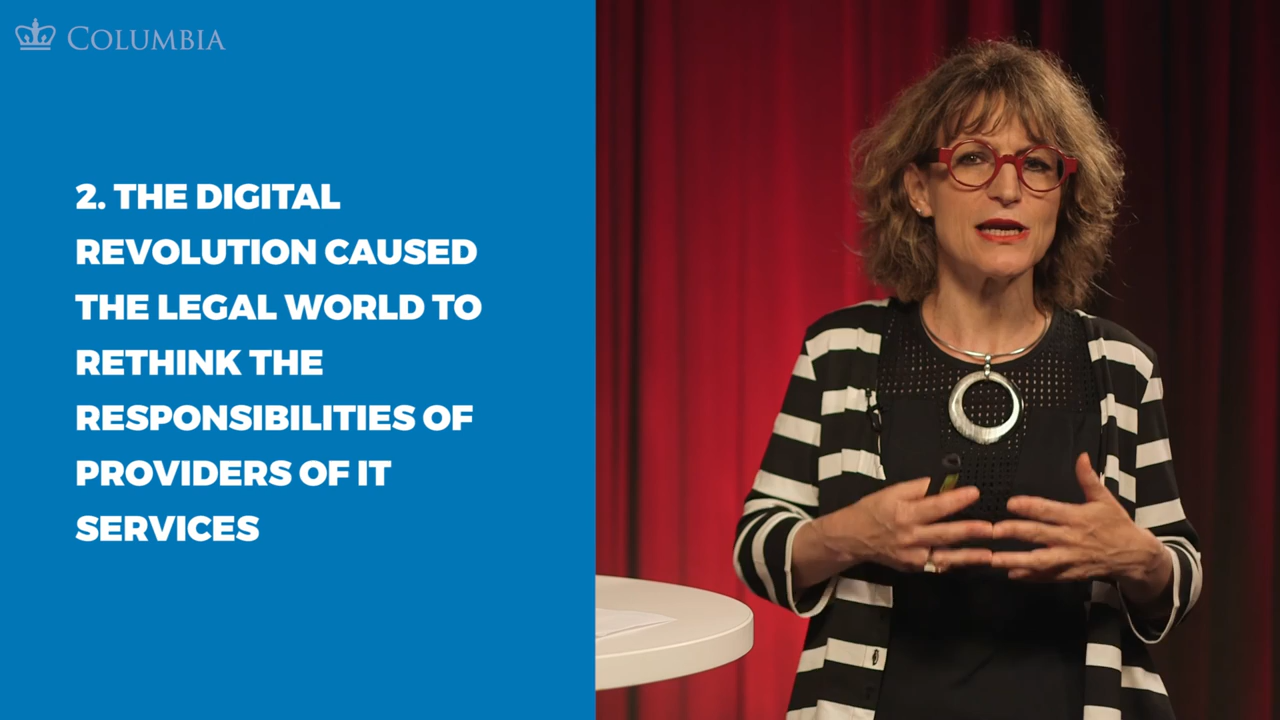 COLUMBIA
2. THE DIGITAL
REVOLUTION CAUSED
THE LEGAL WORLD TO
RETHINK THE
RESPONSIBILITIES OF
PROVIDERS OF IT
SERVICES